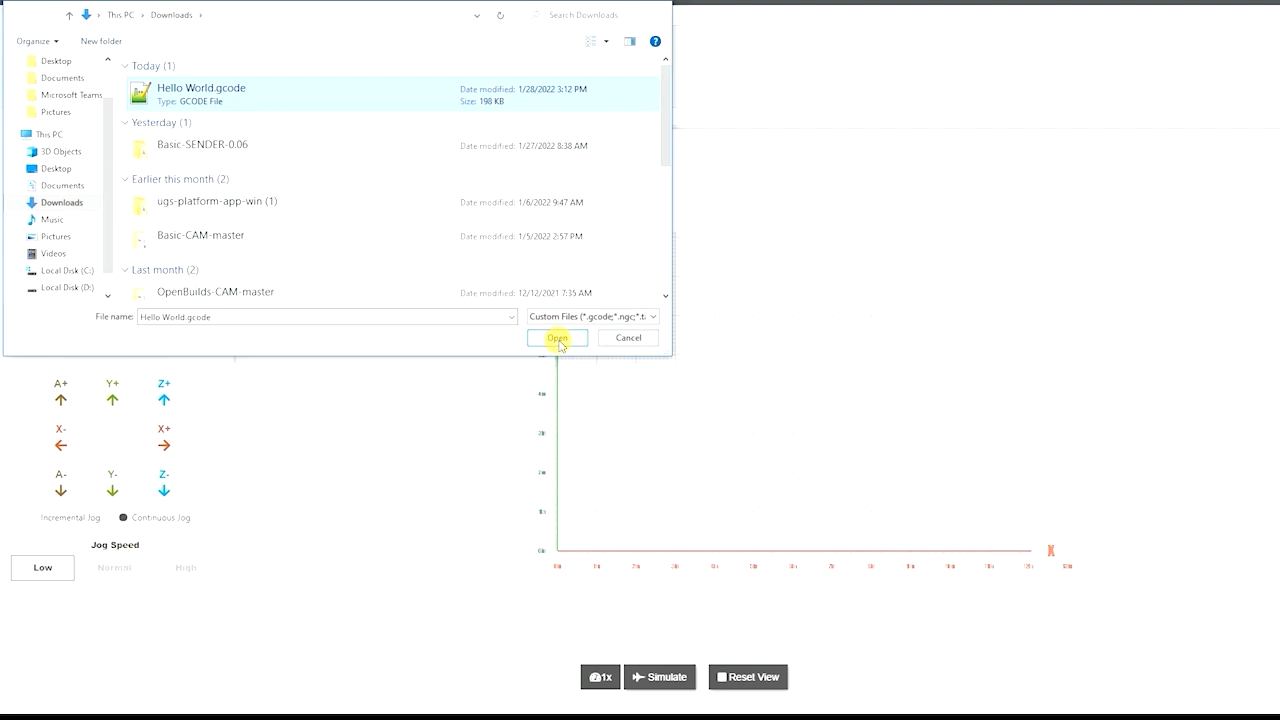 This PC > Downloads >
Search Downloads
Organize
New folder
Desktop
Documents
Microsoft Teams
Pictures
This PC
3D Objects
Desktop
Documents
Downloads
Music
Pictures
Videos
Local Disk (C:)
Local Disk (D:)
Today (1)
Hello World.gcode
Type: GCODE File
Date modified: 1/28/2022 3:12 PM
Size: 198 KB
Yesterday (1)
Basic-SENDER-0.06
Date modified: 1/27/2022 8:38 AM
Earlier this month (2)
ugs-platform-app-win (1)
Date modified: 1/6/2022 9:47 AM
Basic-CAM-master
Date modified: 1/5/2022 2:57 PM
Last month (2)
OpenBuilds-CAM-master
Date modified: 12/12/2021 7:35 AM
File name: Hello World.gcode
Custom Files (*.gcode;*.ngc;*.t
Open
Cancel
A+ Y+ Z+
X- X+
A- Y- Z-
Incremental Jog Continuous Jog
Jog Speed
Low Normal High
X
1x
Simulate
Reset View